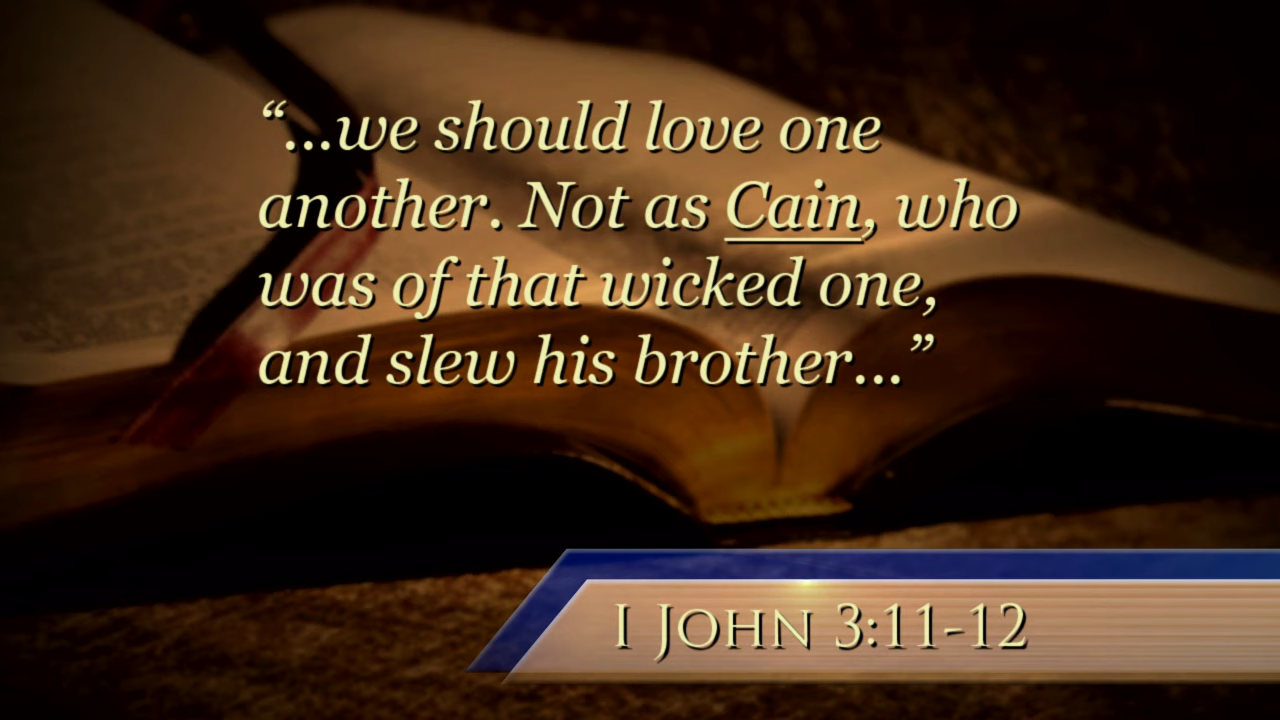 “...we should love one
another. Not as Cain, who
was of that wicked one,
and slew his brother...”
I JOHN 3:11-12